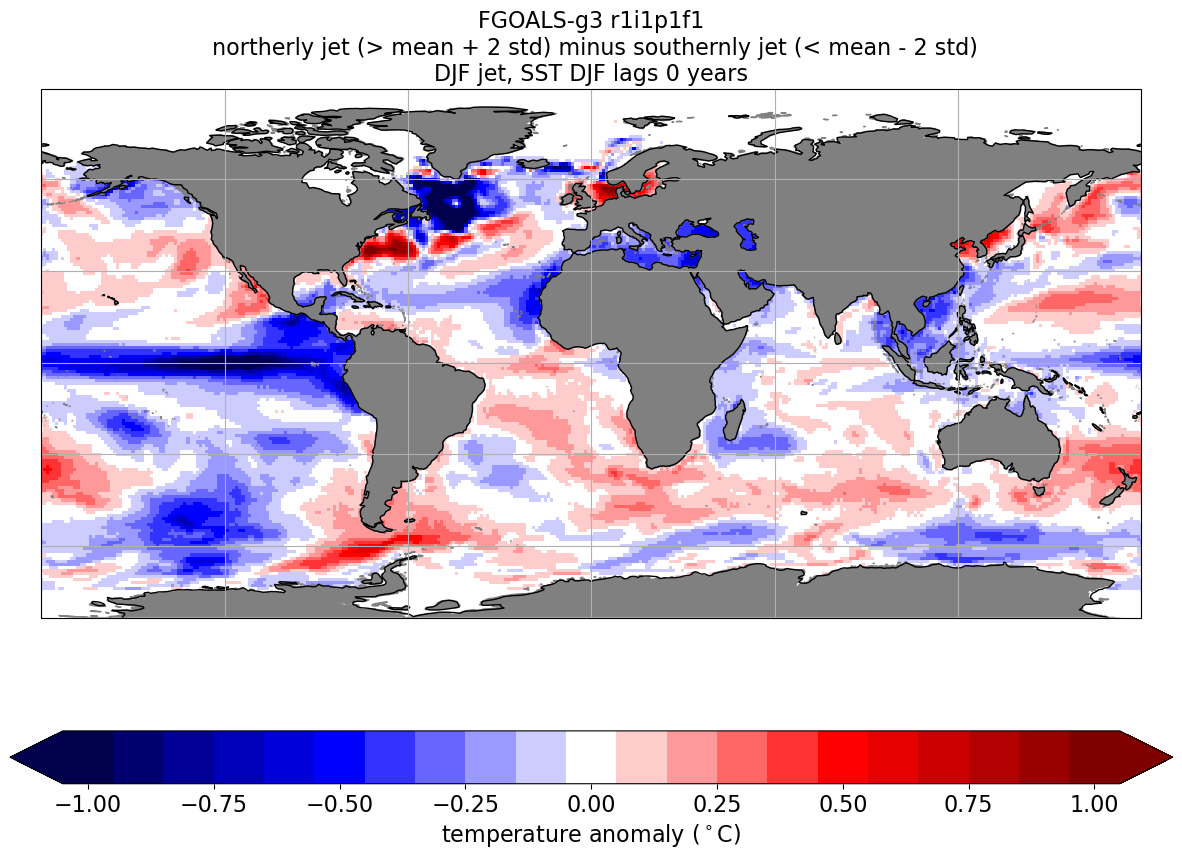 FGOALS-g3 r1i1p1f1
northerly jet (> mean + 2 std) minus southernly jet (< mean - 2 std)
DJF jet, SST DJF lags 0 years
−1.00 −0.75 −0.50 −0.25 0.00 0.25 0.50 0.75 1.00
temperature anomaly (°C)